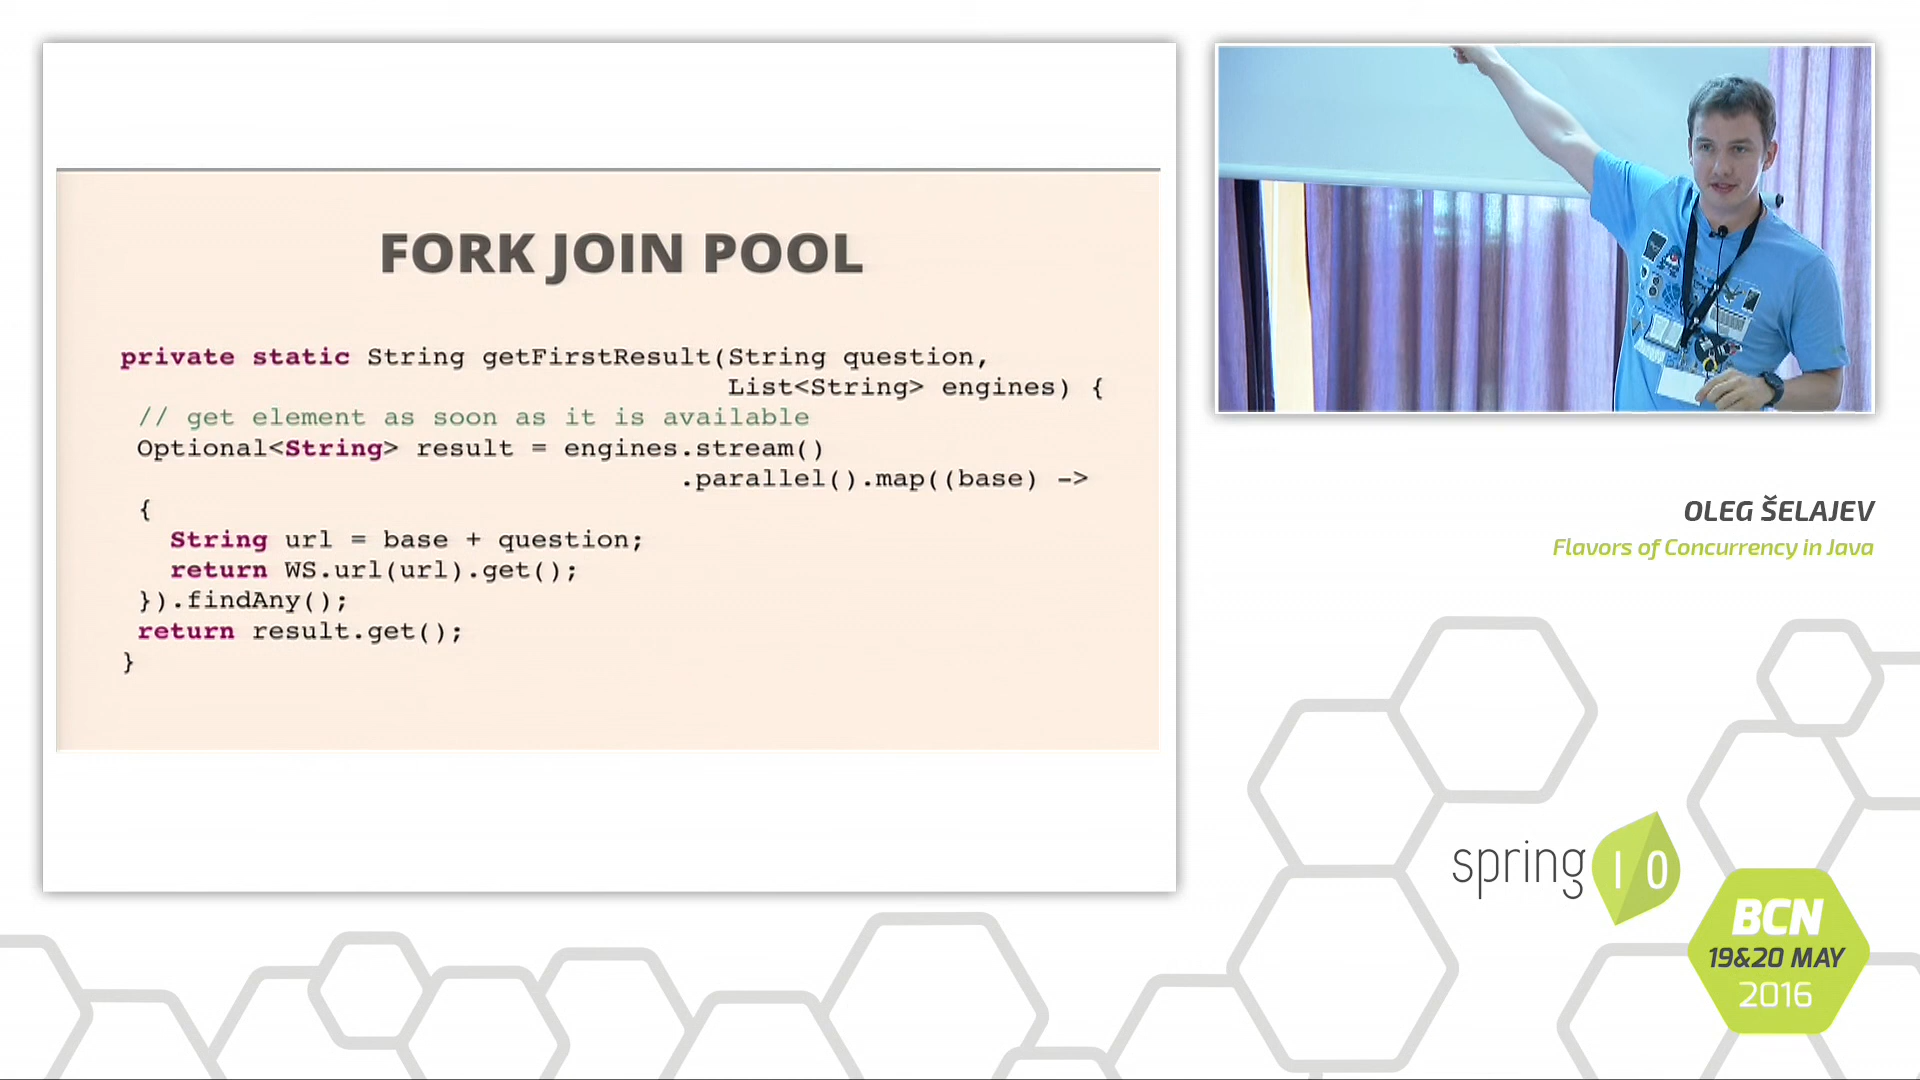 FORK JOIN POOL
private static String getFirstResult(String question,
List<String> engines) {
// get element as soon as it is available
Optional<String> result = engines.stream()
.parallel().map((base) ->
{
String url = base + question;
return WS.url(url).get();
}).findAny();
return result.get();
}
OLEG ŠELAJEV
Flavors of Concurrency in Java
spring I O
BCN
19&20 MAY
2016